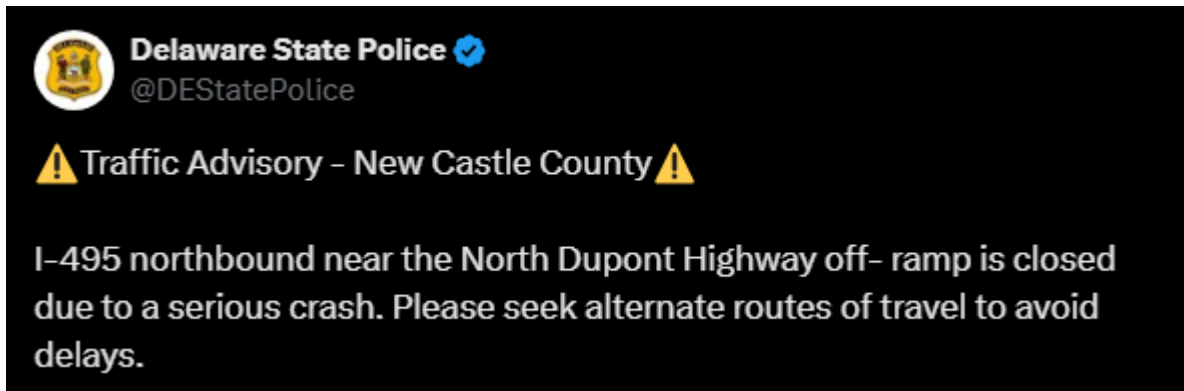 Delaware State Police
@DEStatePolice
⚠️Traffic Advisory - New Castle County⚠️
I-495 northbound near the North Dupont Highway off- ramp is closed
due to a serious crash. Please seek alternate routes of travel to avoid
delays.